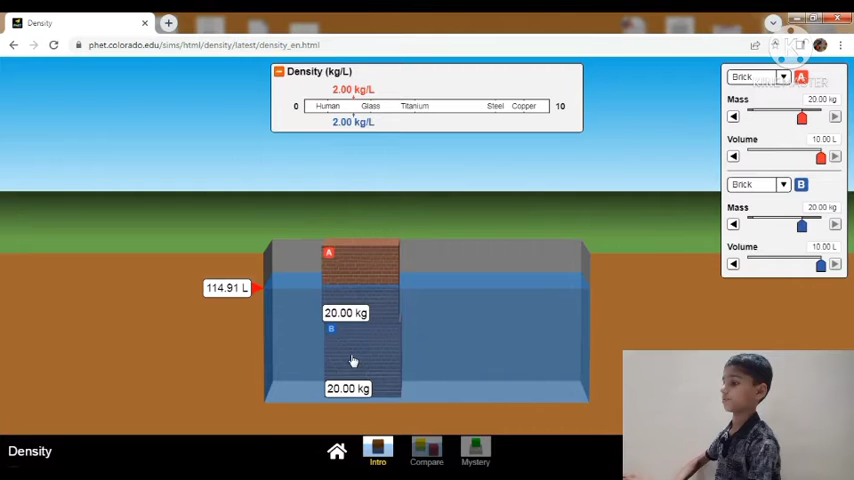 Density
phet.colorado.edu/sims/html/density/latest/density_en.html
Density (kg/L)
2.00 kg/L
0 Human Glass Titanium Steel Copper 10
2.00 kg/L
Brick A
KINEMASTER
Mass 20.00 kg
Volume 10.00 L
Brick B
Mass 20.00 kg
Volume 10.00 L
A
114.91 L
20.00 kg
B
20.00 kg
Density
Intro
Compare
Mystery